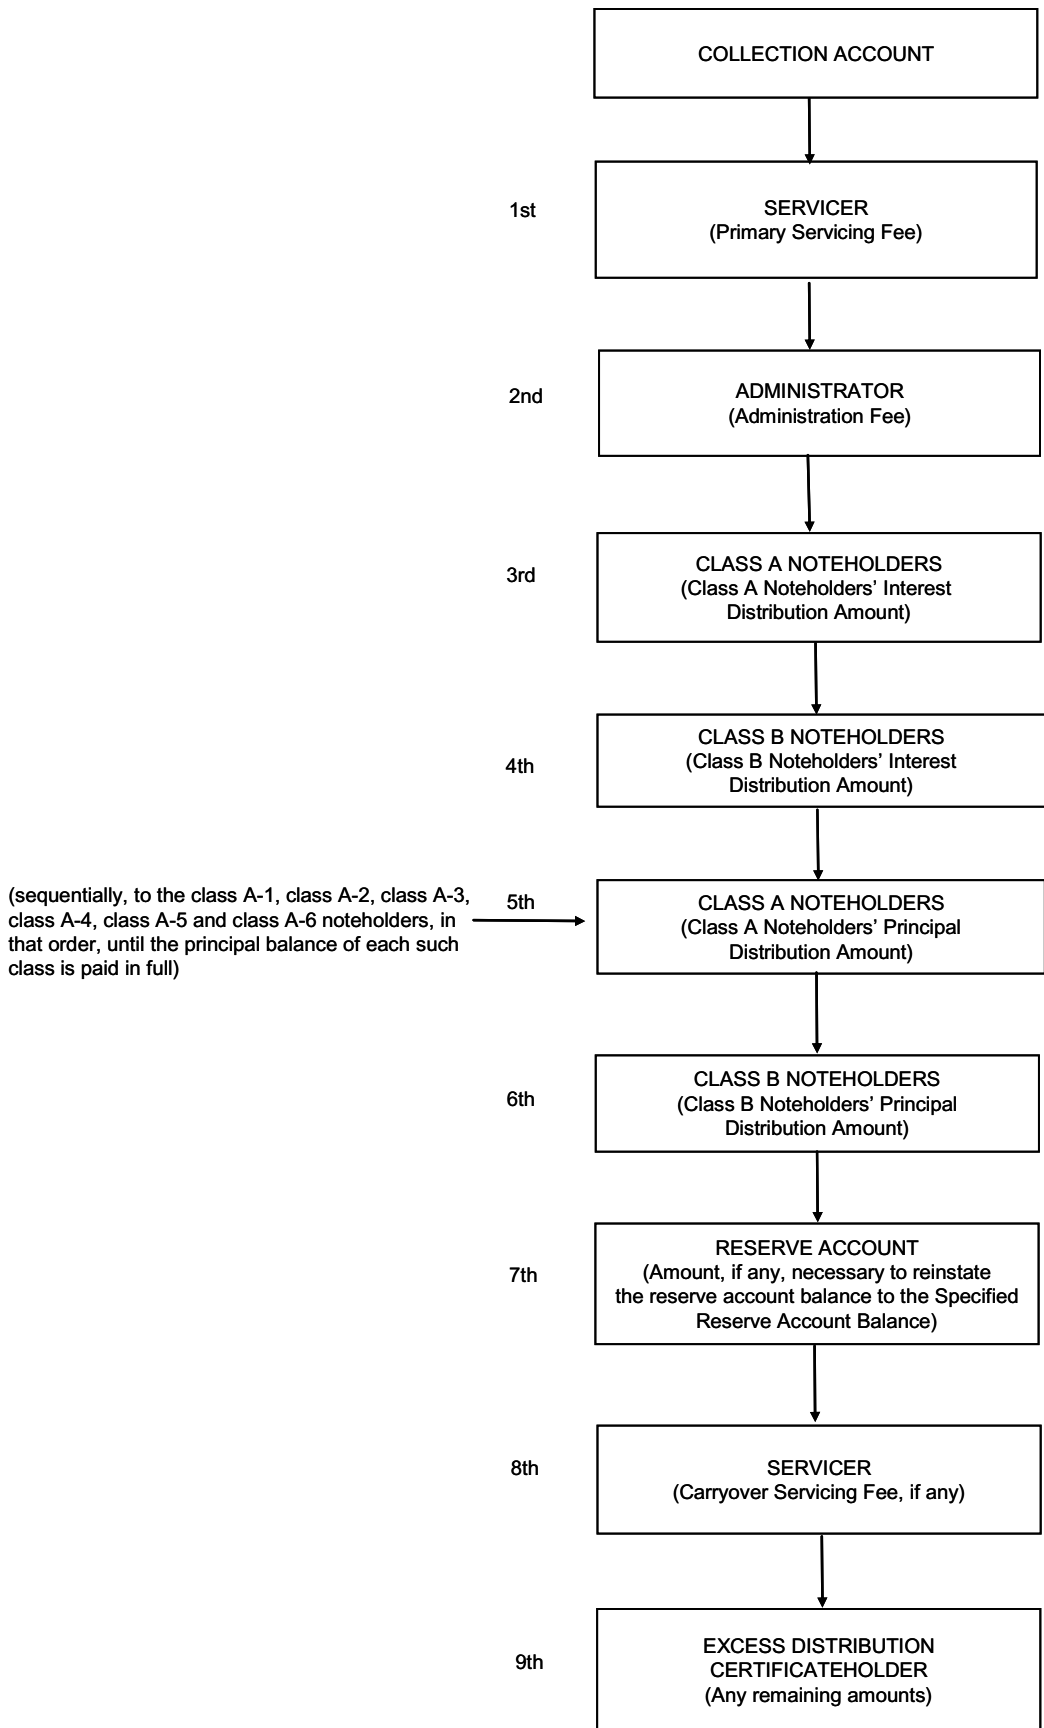 COLLECTION ACCOUNT
1st
SERVICER
(Primary Servicing Fee)
2nd
ADMINISTRATOR
(Administration Fee)
3rd
CLASS A NOTEHOLDERS
(Class A Noteholders’ Interest
Distribution Amount)
4th
CLASS B NOTEHOLDERS
(Class B Noteholders’ Interest
Distribution Amount)
(sequentially, to the class A-1, class A-2, class A-3,
class A-4, class A-5 and class A-6 noteholders, in
that order, until the principal balance of each such
class is paid in full)
5th
CLASS A NOTEHOLDERS
(Class A Noteholders’ Principal
Distribution Amount)
6th
CLASS B NOTEHOLDERS
(Class B Noteholders’ Principal
Distribution Amount)
7th
RESERVE ACCOUNT
(Amount, if any, necessary to reinstate
the reserve account balance to the Specified
Reserve Account Balance)
8th
SERVICER
(Carryover Servicing Fee, if any)
9th
EXCESS DISTRIBUTION
CERTIFICATEHOLDER
(Any remaining amounts)